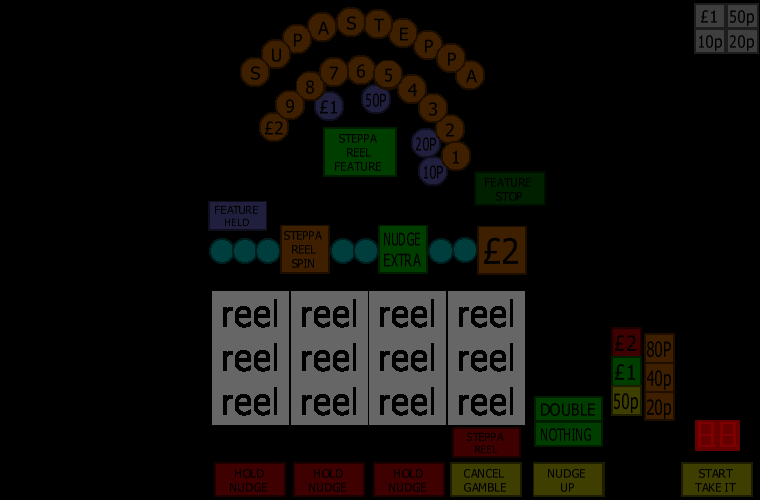 £1 50p
10p 20p
S U P A S T E P P A
£2 9 8 7 6 5 4 3 2 1
£1 50P 20P 10P
STEPPA
REEL
FEATURE
FEATURE
STOP
FEATURE
HELD
STEPPA
REEL
SPIN
NUDGE
EXTRA
£2
reel reel reel reel
reel reel reel reel
reel reel reel reel
£2 80P
£1 40p
50p 20p
DOUBLE
NOTHING
STEPPA
REEL
88
HOLD
NUDGE
HOLD
NUDGE
HOLD
NUDGE
CANCEL
GAMBLE
NUDGE
UP
START
TAKE IT